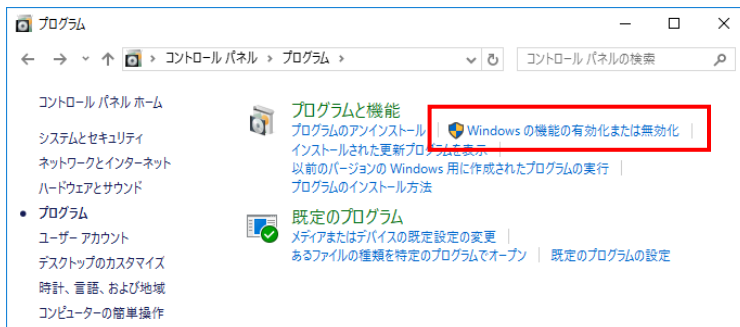 プログラム
コントロール パネル > プログラム >
コントロール パネルの検索
コントロール パネル ホーム
システムとセキュリティ
ネットワークとインターネット
ハードウェアとサウンド
プログラム
ユーザー アカウント
デスクトップのカスタマイズ
時計、言語、および地域
コンピューターの簡単操作
プログラムと機能
プログラムのアンインストール Windows の機能の有効化または無効化
インストールされた更新プログラムを表示
以前のバージョンの Windows 用に作成されたプログラムの実行
プログラムのインストール方法
既定のプログラム
メディアまたはデバイスの既定設定の変更
あるファイルの種類を特定のプログラムでオープン 既定のプログラムの設定